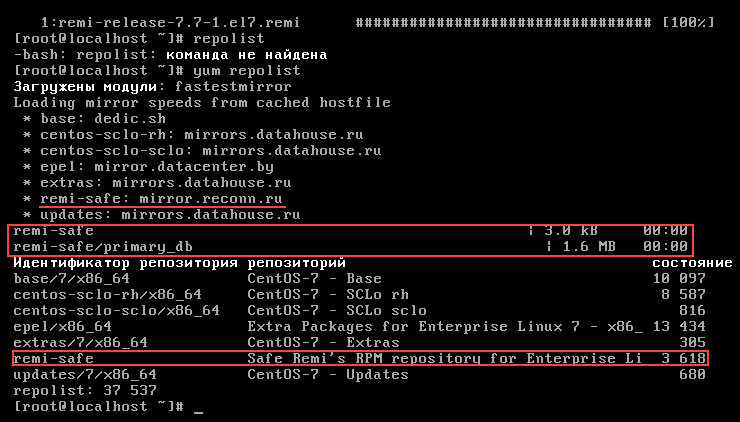 1:remi-release-7.7-1.el7.remi ################################# [100%]
[root@localhost ~]# repolist
-bash: repolist: команда не найдена
[root@localhost ~]# yum repolist
Загружены модули: fastestmirror
Loading mirror speeds from cached hostfile
* base: dedic.sh
* centos-sclo-rh: mirrors.datahouse.ru
* centos-sclo-sclo: mirrors.datahouse.ru
* epel: mirror.datacenter.by
* extras: mirrors.datahouse.ru
* remi-safe: mirror.reconn.ru
* updates: mirrors.datahouse.ru
remi-safe | 3.0 kB 00:00
remi-safe/primary_db | 1.6 MB 00:00
Идентификатор репозитория репозиторий состояние
base/7/x86_64 CentOS-7 - Base 10 097
centos-sclo-rh/x86_64 CentOS-7 - SCLo rh 8 587
centos-sclo-sclo/x86_64 CentOS-7 - SCLo sclo 816
epel/x86_64 Extra Packages for Enterprise Linux 7 - x86_ 13 434
extras/7/x86_64 CentOS-7 - Extras 305
remi-safe Safe Remi's RPM repository for Enterprise Li 3 618
updates/7/x86_64 CentOS-7 - Updates 680
repolist: 37 537
[root@localhost ~]# _